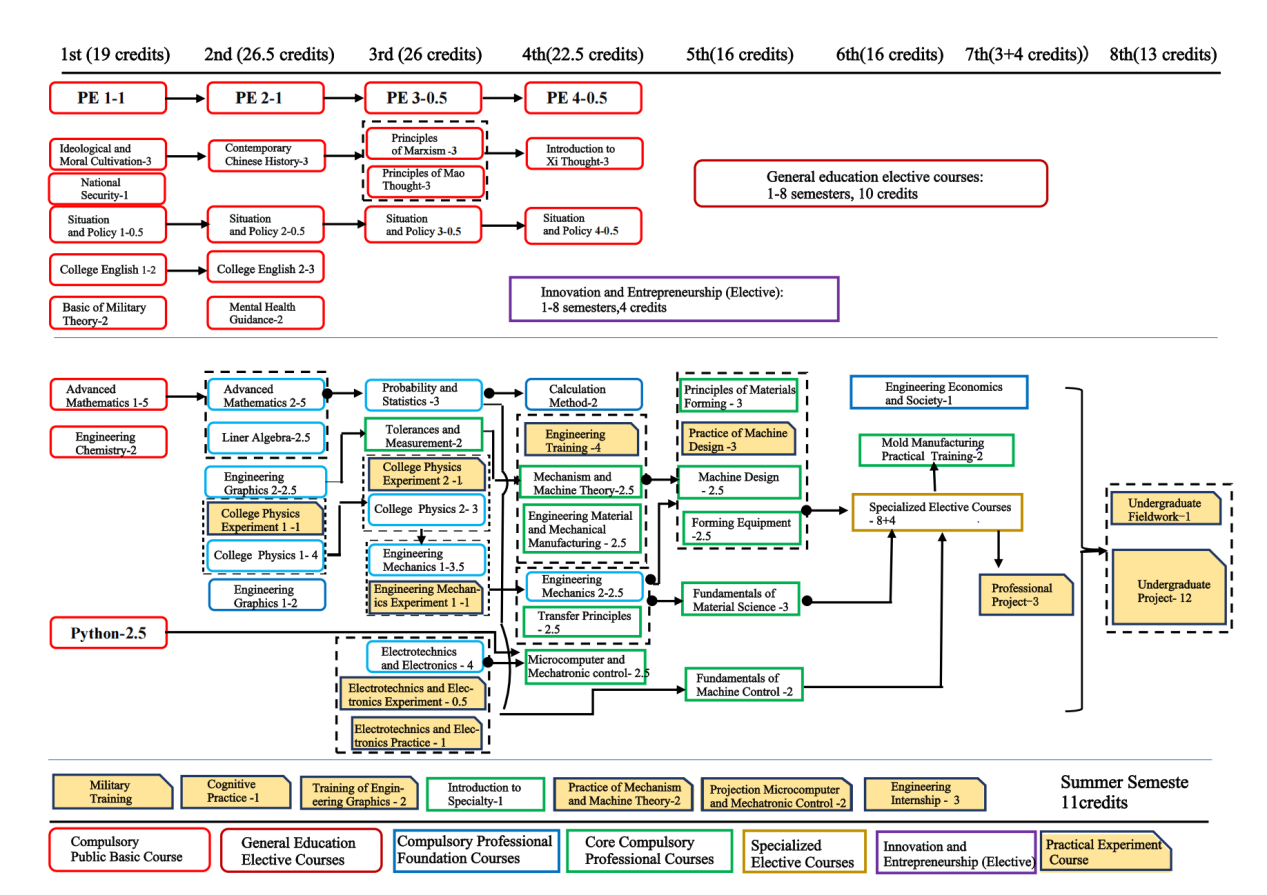 1st (19 credits) 2nd (26.5 credits) 3rd (26 credits) 4th(22.5 credits) 5th(16 credits) 6th(16 credits) 7th(3+4 credits)) 8th(13 credits)
PE 1-1 PE 2-1 PE 3-0.5 PE 4-0.5
Ideological and
Moral Cultivation-3
Contemporary
Chinese History-3
Principles
of Marxism -3
Principles of Mao
Thought-3
Introduction to
Xi Thought-3
National
Security-1
General education elective courses:
1-8 semesters, 10 credits
Situation
and Policy 1-0.5
Situation
and Policy 2-0.5
Situation
and Policy 3-0.5
Situation
and Policy 4-0.5
College English 1-2
College English 2-3
Innovation and Entrepreneurship (Elective):
1-8 semesters,4 credits
Basic of Military
Theory-2
Mental Health
Guidance-2
Advanced
Mathematics 1-5
Engineering
Chemistry-2
Python-2.5
Advanced
Mathematics 2-5
Liner Algebra-2.5
Engineering
Graphics 2-2.5
College Physics
Experiment 1 -1
College Physics 1- 4
Engineering
Graphics 1-2
Probability and
Statistics -3
Tolerances and
Measurement-2
College Physics
Experiment 2 -1
College Physics 2- 3
Engineering
Mechanics 1-3.5
Engineering Mechan-
ics Experiment 1 -1
Electrotechnics
and Electronics - 4
Electrotechnics and Elec-
tronics Experiment - 0.5
Electrotechnics and Elec-
tronics Practice - 1
Calculation
Method-2
Engineering
Training -4
Mechanism and
Machine Theory-2.5
Engineering Material
and Mechanical
Manufacturing - 2.5
Engineering
Mechanics 2-2.5
Transfer Principles
- 2.5
Microcomputer and
Mechatronic control- 2.5
Principles of Materials
Forming - 3
Practice of Machine
Design -3
Machine Design
- 2.5
Forming Equipment
-2.5
Fundamentals of
Material Science -3
Fundamentals of
Machine Control -2
Engineering Economics
and Society-1
Mold Manufacturing
Practical Training-2
Specialized Elective Courses
- 8+4
Professional
Project-3
Undergraduate
Fieldwork-1
Undergraduate
Project- 12
Military
Training
Cognitive
Practice -1
Training of Engin-
eering Graphics - 2
Introduction to
Specialty-1
Practice of Mechanism
and Machine Theory-2
Projection Microcomputer
and Mechatronic Control -2
Engineering
Internship - 3
Summer Semeste
11credits
Compulsory
Public Basic Course
General Education
Elective Courses
Compulsory Professional
Foundation Courses
Core Compulsory
Professional Courses
Specialized
Elective Courses
Innovation and
Entrepreneurship (Elective)
Practical Experiment
Course